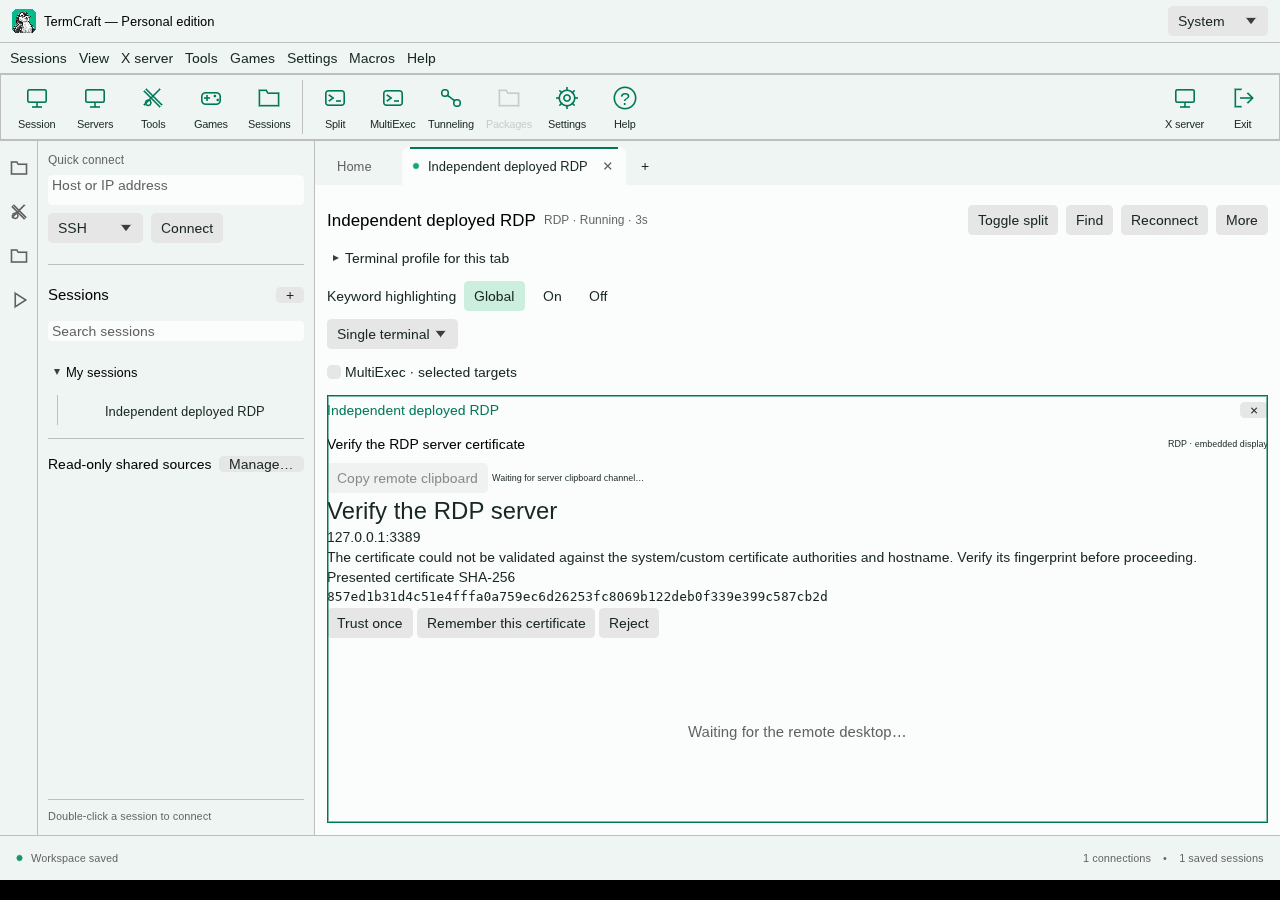 TermCraft — Personal edition
System
Sessions View X server Tools Games Settings Macros Help
Session Servers Tools Games Sessions Split MultiExec Tunneling Packages Settings Help X server Exit
Quick connect
Host or IP address
SSH
Connect
Sessions
+
Search sessions
My sessions
Independent deployed RDP
Read-only shared sources
Manage…
Double-click a session to connect
Home
Independent deployed RDP
+
Independent deployed RDP RDP · Running · 3s
Toggle split Find Reconnect More
Terminal profile for this tab
Keyword highlighting Global On Off
Single terminal
MultiExec · selected targets
Independent deployed RDP
Verify the RDP server certificate
RDP · embedded display
Copy remote clipboard Waiting for server clipboard channel…
Verify the RDP server
127.0.0.1:3389
The certificate could not be validated against the system/custom certificate authorities and hostname. Verify its fingerprint before proceeding.
Presented certificate SHA-256
857ed1b31d4c51e4fffa0a759ec6d26253fc8069b122deb0f339e399c587cb2d
Trust once Remember this certificate Reject
Waiting for the remote desktop…
Workspace saved
1 connections • 1 saved sessions